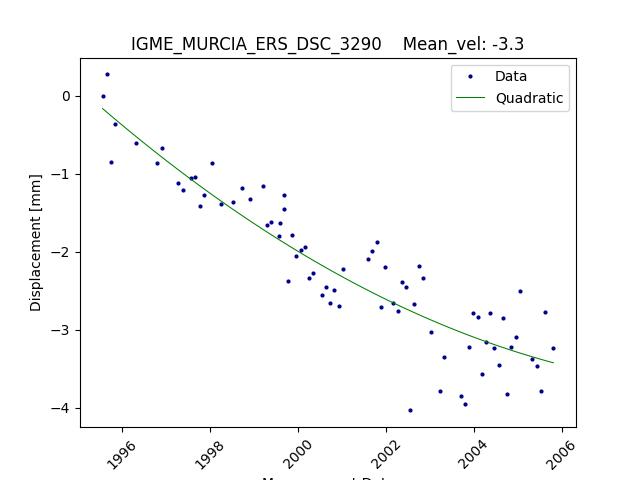 IGME_MURCIA_ERS_DSC_3290    Mean_vel: -3.3
Data
Quadratic
Displacement [mm]
0
−1
−2
−3
−4
1996
1998
2000
2002
2004
2006